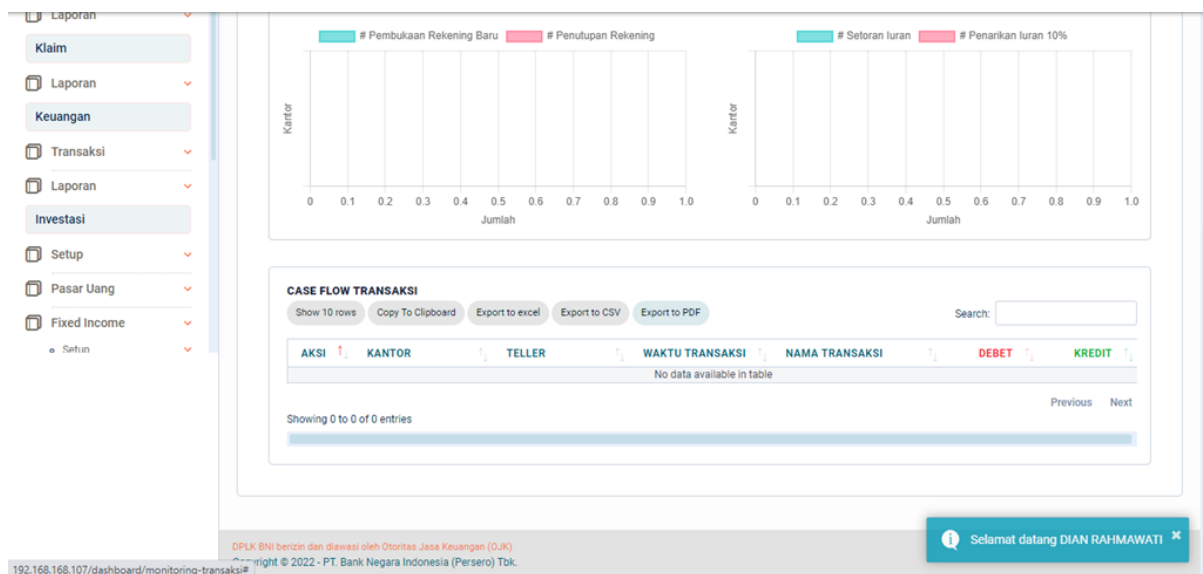 Laporan
Klaim
Laporan
Keuangan
Transaksi
Laporan
Investasi
Setup
Pasar Uang
Fixed Income
Setup
# Pembukaan Rekening Baru # Penutupan Rekening
Kantor
0 0.1 0.2 0.3 0.4 0.5 0.6 0.7 0.8 0.9 1.0
Jumlah
# Setoran Iuran # Penarikan Iuran 10%
Kantor
0 0.1 0.2 0.3 0.4 0.5 0.6 0.7 0.8 0.9 1.0
Jumlah
CASE FLOW TRANSAKSI
Show 10 rows Copy To Clipboard Export to excel Export to CSV Export to PDF Search:
AKSI KANTOR TELLER WAKTU TRANSAKSI NAMA TRANSAKSI DEBET KREDIT
No data available in table
Previous Next
Showing 0 to 0 of 0 entries
DPLK BNI berizin dan diawasi oleh Otoritas Jasa Keuangan (OJK)
© 2022 - PT. Bank Negara Indonesia (Persero) Tbk.
Selamat datang DIAN RAHMAWATI ×
192.168.168.107/dashboard/monitoring-transaksi#